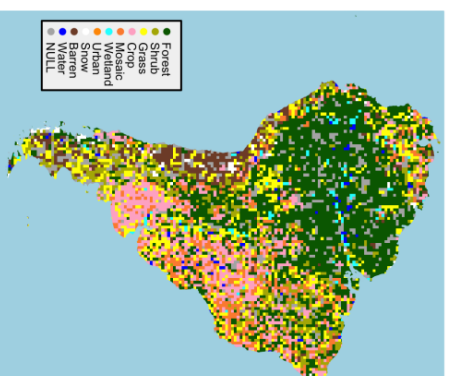 Forest
Shrub
Grass
Crop
Mosaic
Wetland
Urban
Snow
Barren
Water
NULL